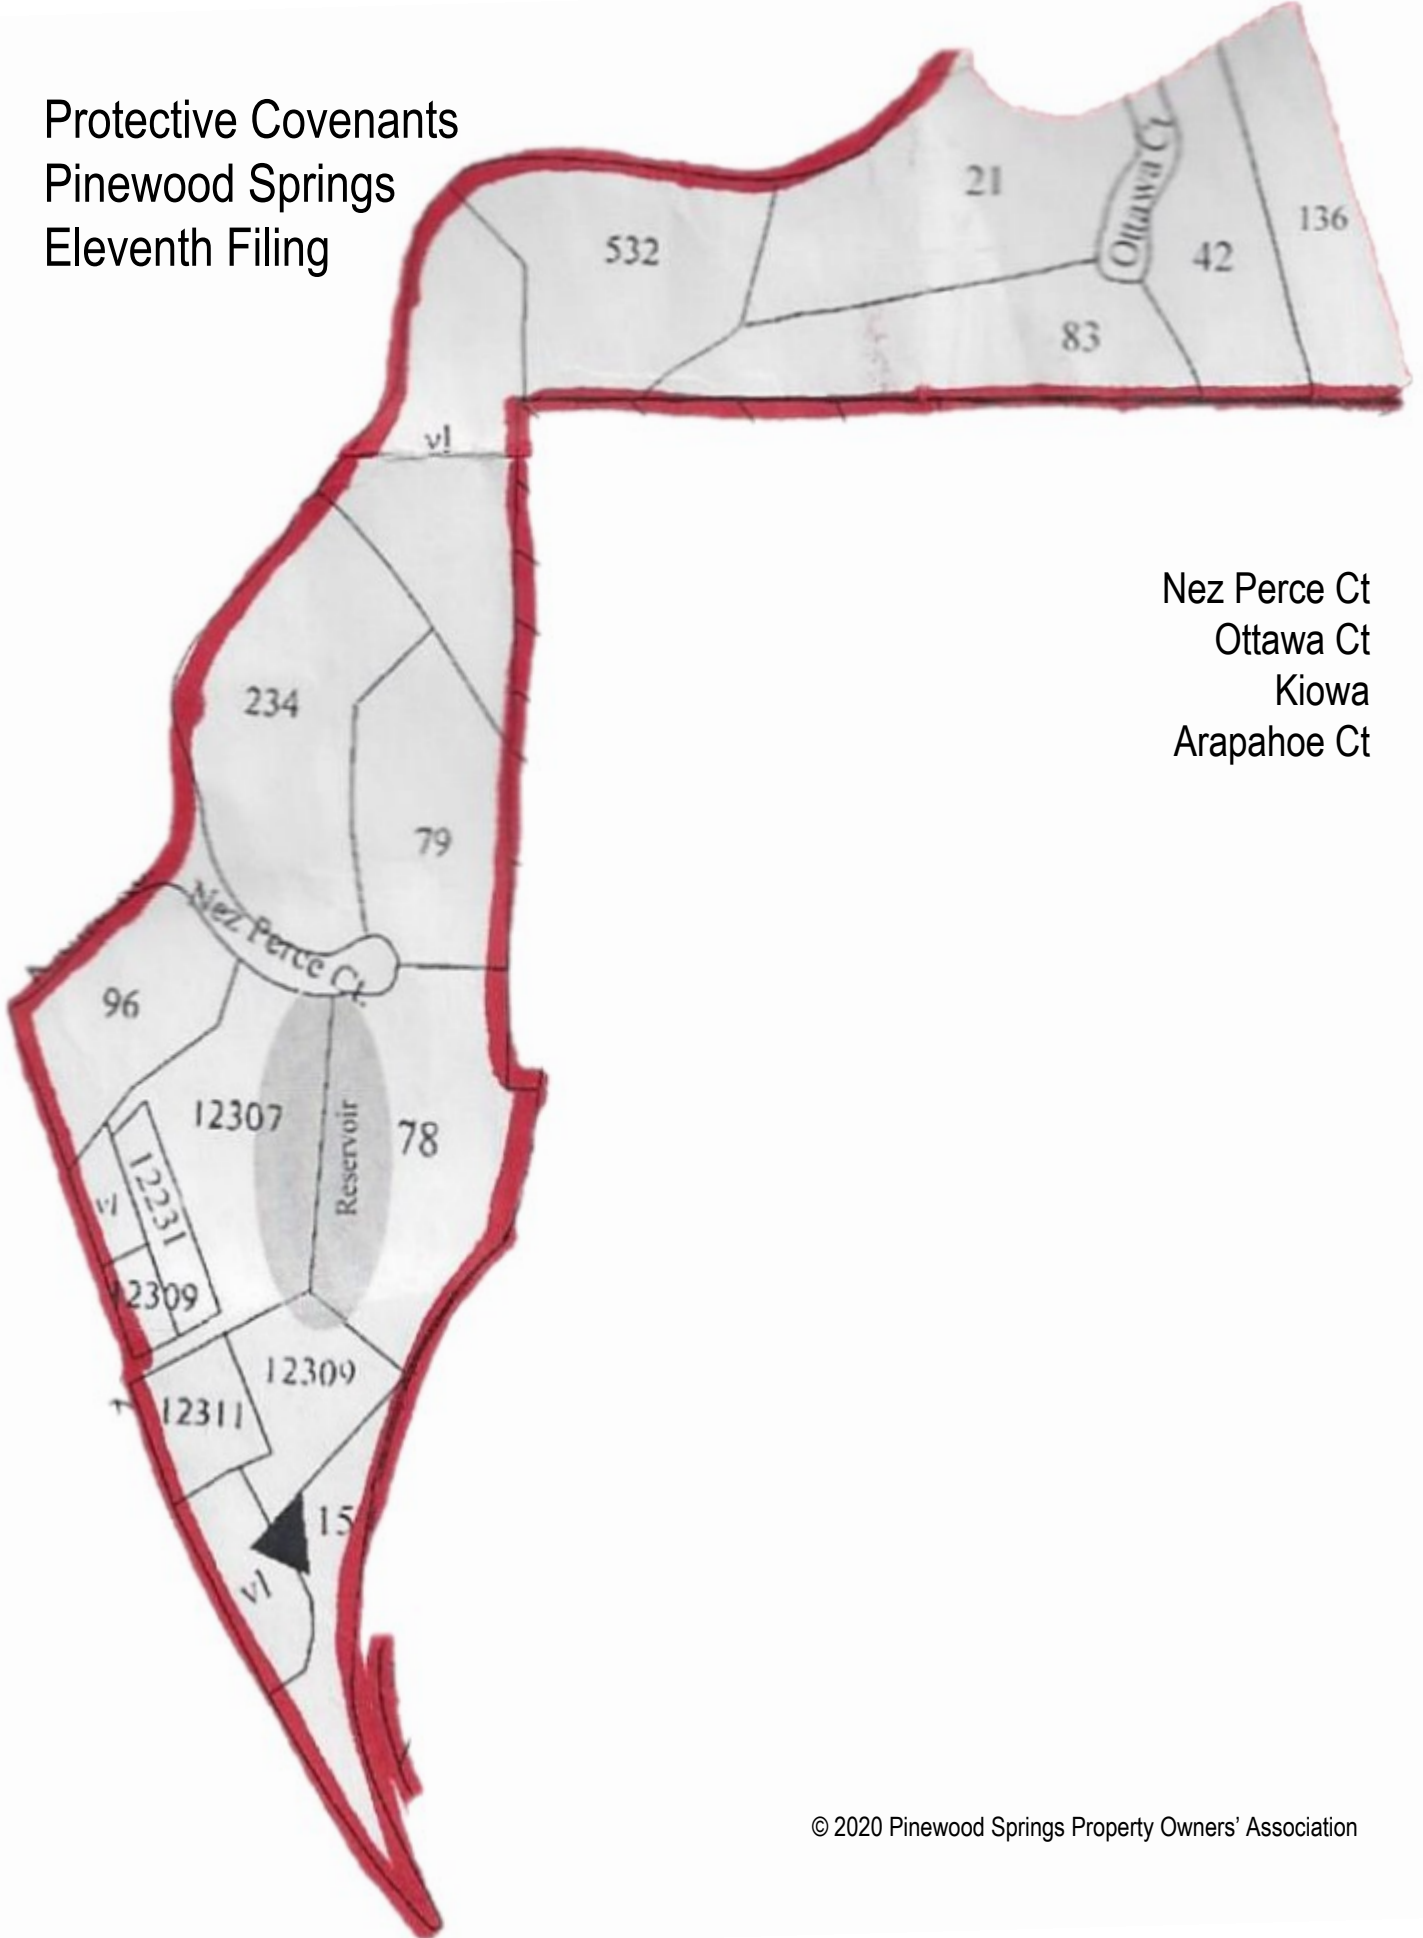 Protective Covenants
Pinewood Springs
Eleventh Filing
21
Ottawa Ct
136
532
42
83
vl
Nez Perce Ct
Ottawa Ct
Kiowa
Arapahoe Ct
234
79
Nez Perce Ct.
96
12307
Reservoir
78
12231
vl
12309
12309
12311
15
vl
© 2020 Pinewood Springs Property Owners’ Association